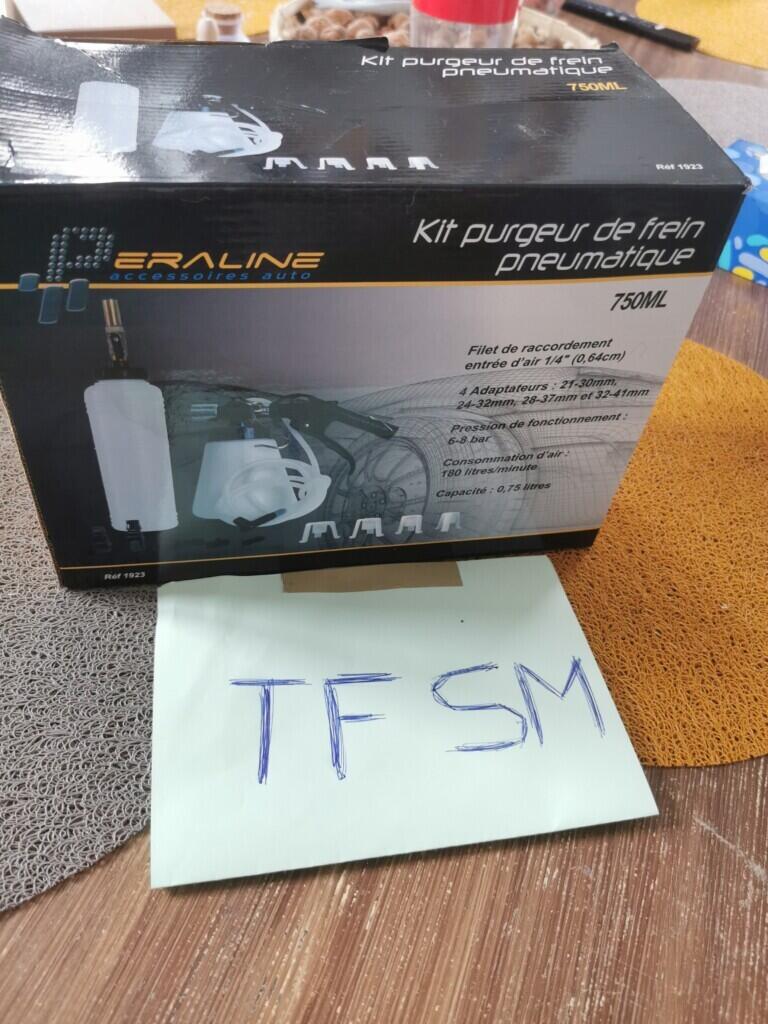 Kit purgeur de frein
pneumatique
750ML
Réf 1923
PERALINE
accessoires auto
Kit purgeur de frein
pneumatique
750ML
Filet de raccordement
entrée d'air 1/4" (0,64cm)
4 Adaptateurs : 21-30mm,
24-32mm, 28-37mm et 32-41mm
Pression de fonctionnement :
6-8 bar
Consommation d'air :
180 litres/minute
Capacité : 0,75 litres
Réf 1923
TFSM